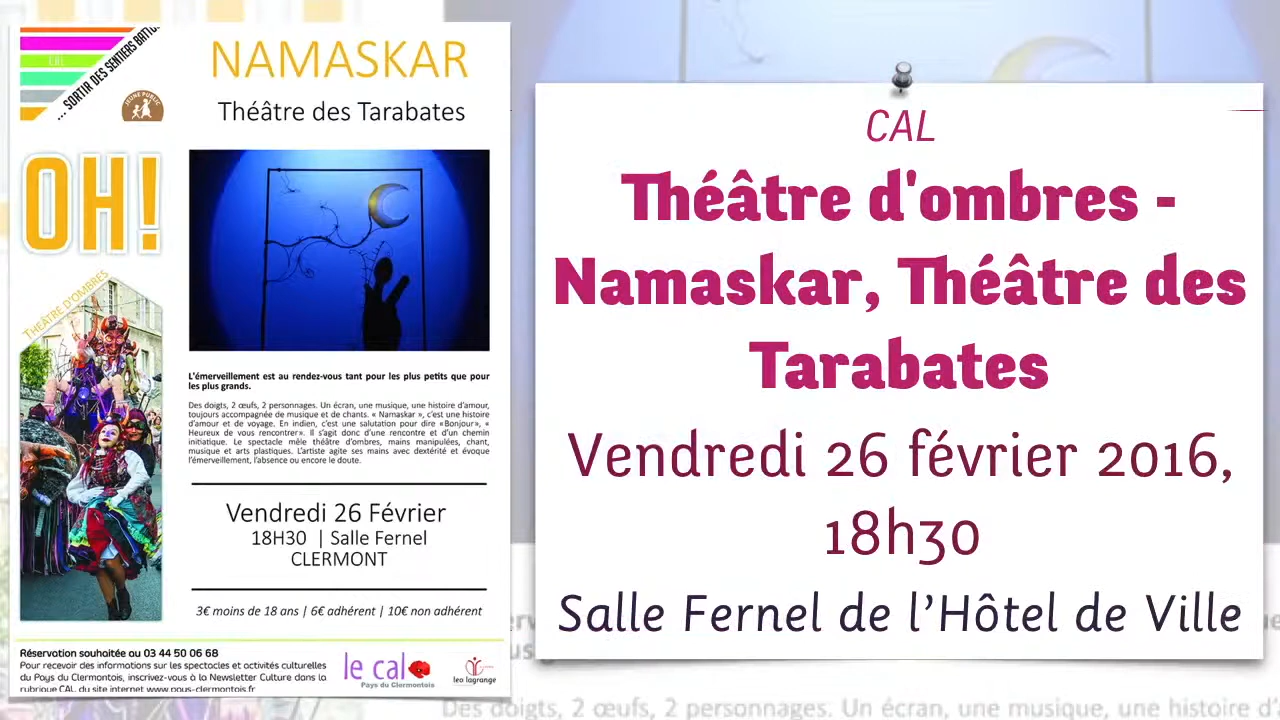 CAL
... SORTIR DES SENTIERS BATTUS
JEUNE PUBLIC
OH!
THÉÂTRE D'OMBRES
NAMASKAR
Théâtre des Tarabates
L'émerveillement est au rendez-vous tant pour les plus petits que pour
les plus grands.
Des doigts, 2 œufs, 2 personnages. Un écran, une musique, une histoire d'amour,
toujours accompagnée de musique et de chants. « Namaskar », c'est une histoire
d'amour et de voyage. En indien, c'est une salutation pour dire «Bonjour», «
Heureux de vous rencontrer». Il s'agit donc d'une rencontre et d'un chemin
initiatique. Le spectacle mêle théâtre d'ombres, mains manipulées, chant,
musique et arts plastiques. L'artiste agite ses mains avec dextérité et évoque
l'émerveillement, l'absence ou encore le doute.
Vendredi 26 Février
18H30 | Salle Fernel
CLERMONT
3€ moins de 18 ans | 6€ adhérent | 10€ non adhérent
Réservation souhaitée au 03 44 50 06 68
Pour recevoir des informations sur les spectacles et activités culturelles
du Pays du Clermontois, inscrivez-vous à la Newsletter Culture dans la
rubrique CAL du site internet www.pays-clermontois.fr
le cal
Pays du Clermontois
leo lagrange
CAL
Théâtre d'ombres -
Namaskar, Théâtre des
Tarabates
Vendredi 26 février 2016,
18h30
Salle Fernel de l’Hôtel de Ville
Des doigts, 2 œufs, 2 personnages. Un écran, une musique, une histoire d'